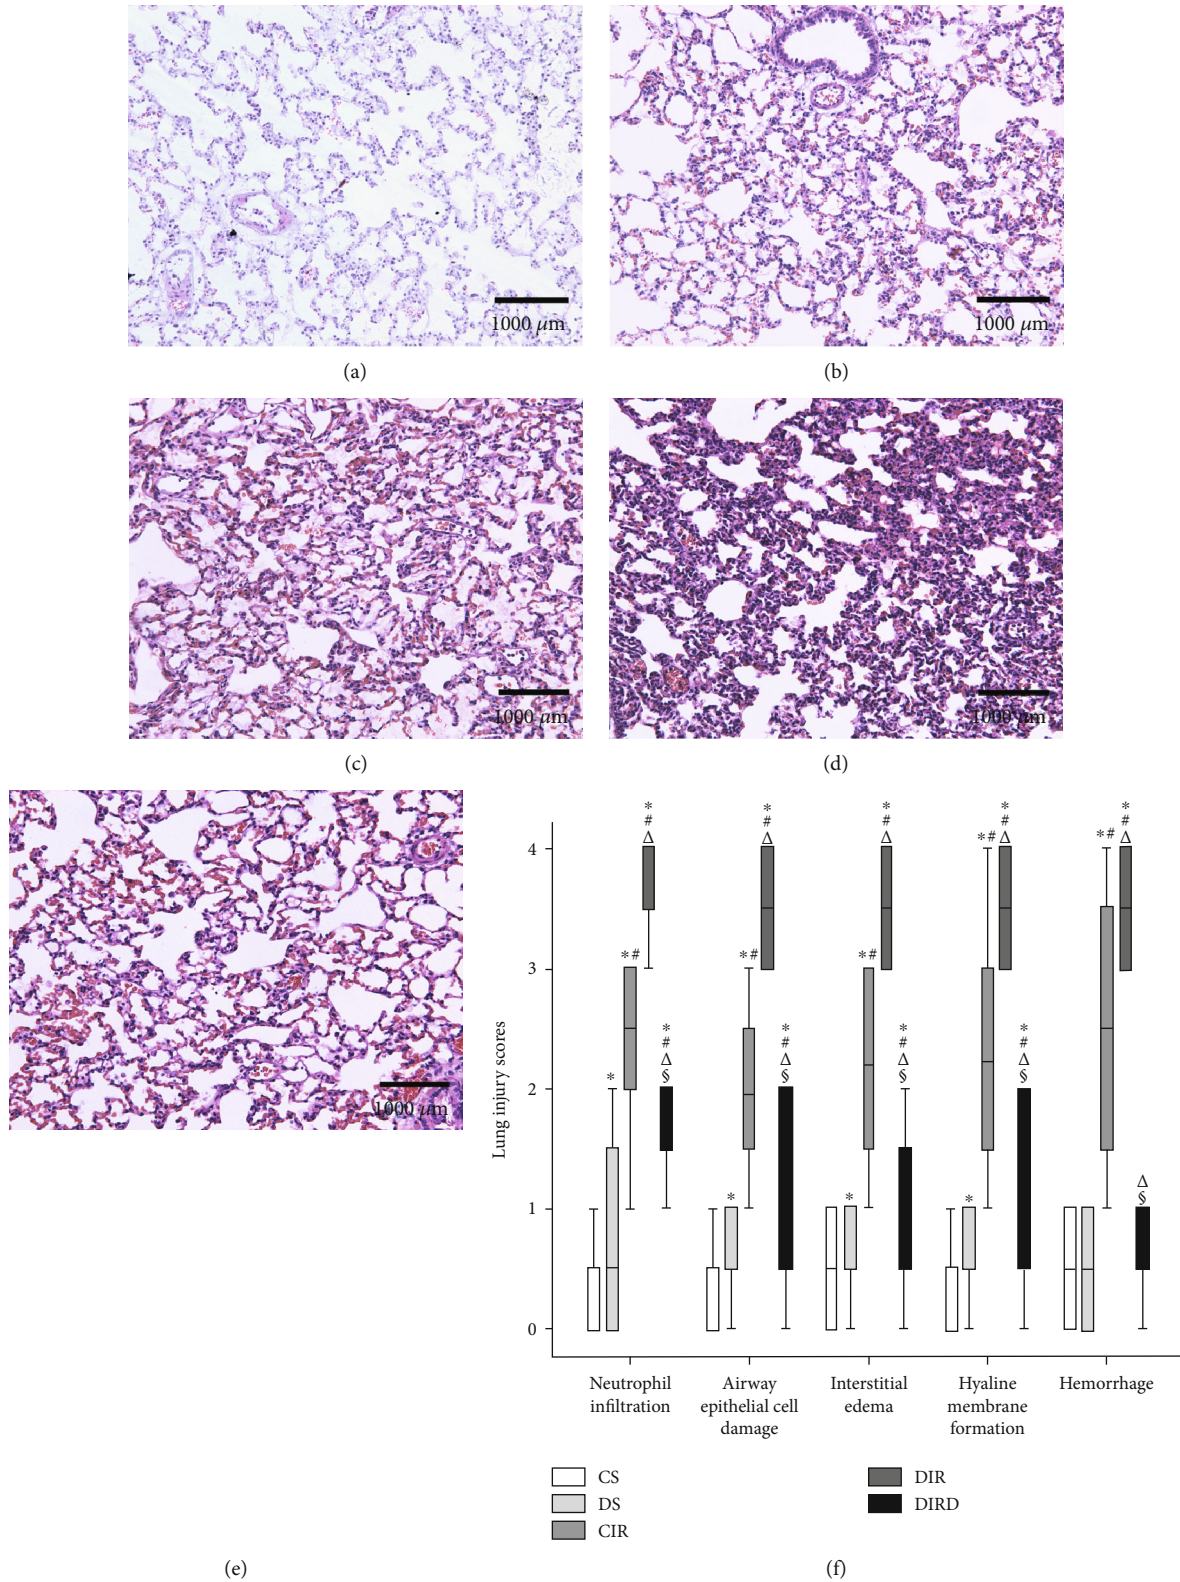 1000 μm
1000 μm
(a)
(b)
1000 μm
1000 μm
(c)
(d)
1000 μm
(e)
Lung injury scores
4
3
2
1
0
*
#
Δ
*
#
Δ
*
#
Δ
* #
*
#
Δ
* #
*
#
Δ
* #
* #
* #
*
*
#
Δ
§
*
#
Δ
§
*
#
Δ
§
*
#
Δ
§
*
*
*
Δ
§
Neutrophil
infiltration
Airway
epithelial cell
damage
Interstitial
edema
Hyaline
membrane
formation
Hemorrhage
CS
DS
CIR
DIR
DIRD
(f)